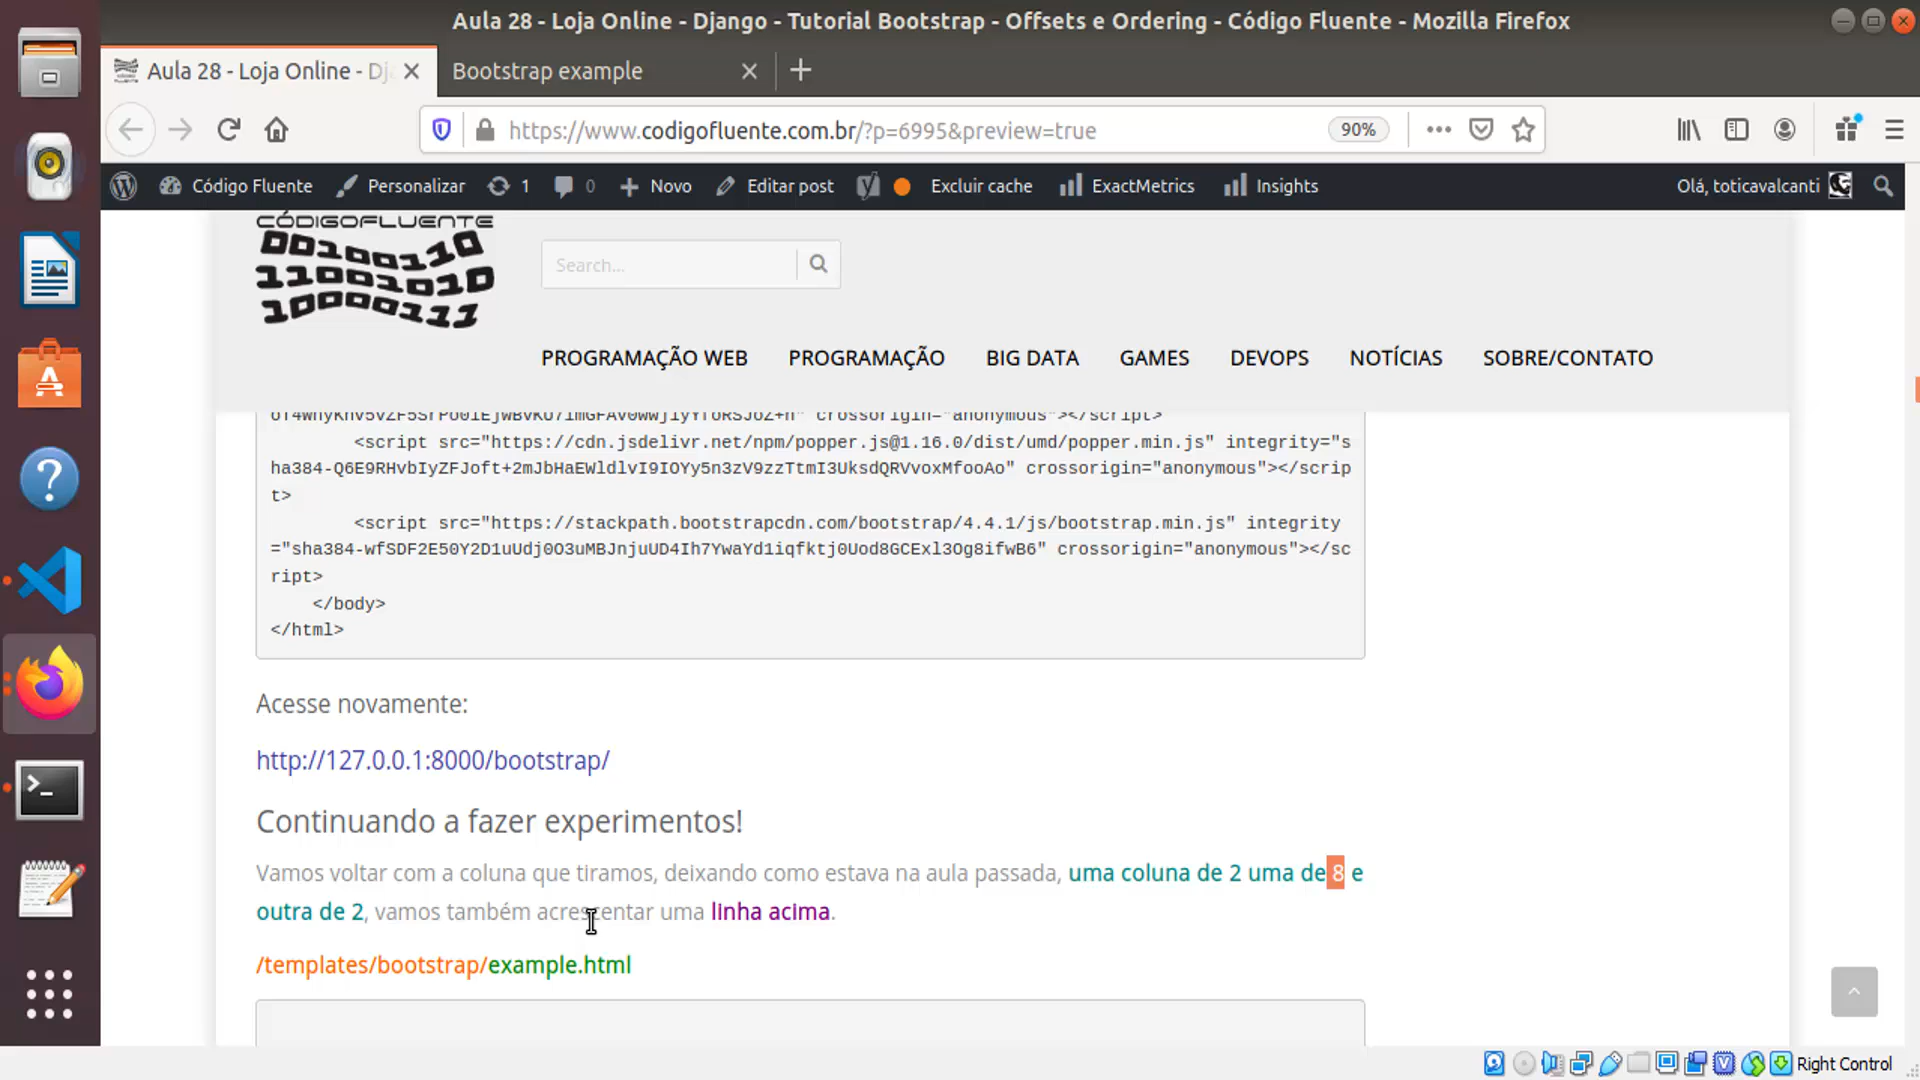 Aula 28 - Loja Online - Django - Tutorial Bootstrap - Offsets e Ordering - Código Fluente - Mozilla Firefox
Aula 28 - Loja Online - Dj
Bootstrap example
https://www.codigofluente.com.br/?p=6995&preview=true
90%
Código Fluente
Personalizar
1
0
Novo
Editar post
Excluir cache
ExactMetrics
Insights
Olá, toticavalcanti
CÓDIGOFLUENTE
00100110
11001010
10000111
Search...
PROGRAMAÇÃO WEB
PROGRAMAÇÃO
BIG DATA
GAMES
DEVOPS
NOTÍCIAS
SOBRE/CONTATO
crossorigin="anonymous"></script>
<script src="https://cdn.jsdelivr.net/npm/popper.js@1.16.0/dist/umd/popper.min.js" integrity="s
ha384-Q6E9RHvbIyZFJoft+2mJbHaEWldlvI9IOYy5n3zV9zzTtmI3UksdQRVvoxMfooAo" crossorigin="anonymous"></scrip
t>
<script src="https://stackpath.bootstrapcdn.com/bootstrap/4.4.1/js/bootstrap.min.js" integrity
="sha384-wfSDF2E50Y2D1uUdj0O3uMBJnjuUD4Ih7YwaYd1iqfktj0Uod8GCExl3Og8ifwB6" crossorigin="anonymous"></sc
ript>
</body>
</html>
Acesse novamente:
http://127.0.0.1:8000/bootstrap/
Continuando a fazer experimentos!
Vamos voltar com a coluna que tiramos, deixando como estava na aula passada, uma coluna de 2 uma de 8 e
outra de 2, vamos também acrescentar uma linha acima.
/templates/bootstrap/example.html
Right Control